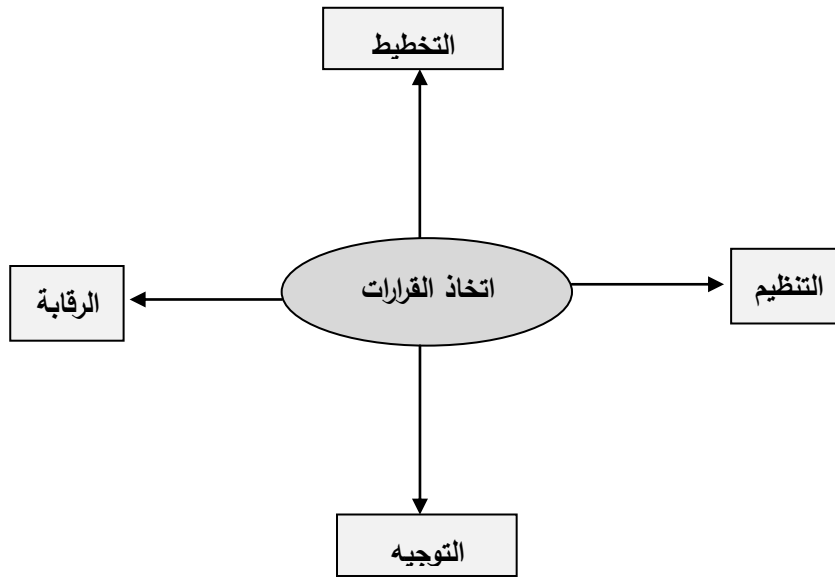 التخطيط
اتخاذ القرارات
التنظيم
الرقابة
التوجيه